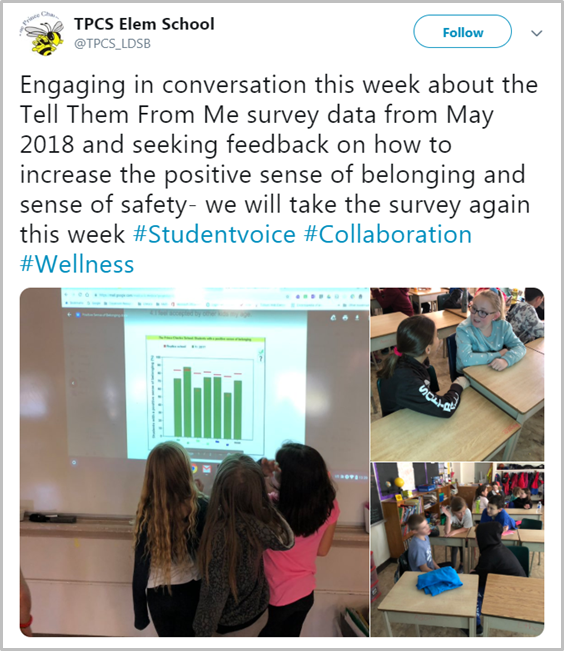 TPCS Elem School
@TPCS_LDSB
Follow
Engaging in conversation this week about the
Tell Them From Me survey data from May
2018 and seeking feedback on how to
increase the positive sense of belonging and
sense of safety- we will take the survey again
this week #Studentvoice #Collaboration
#Wellness